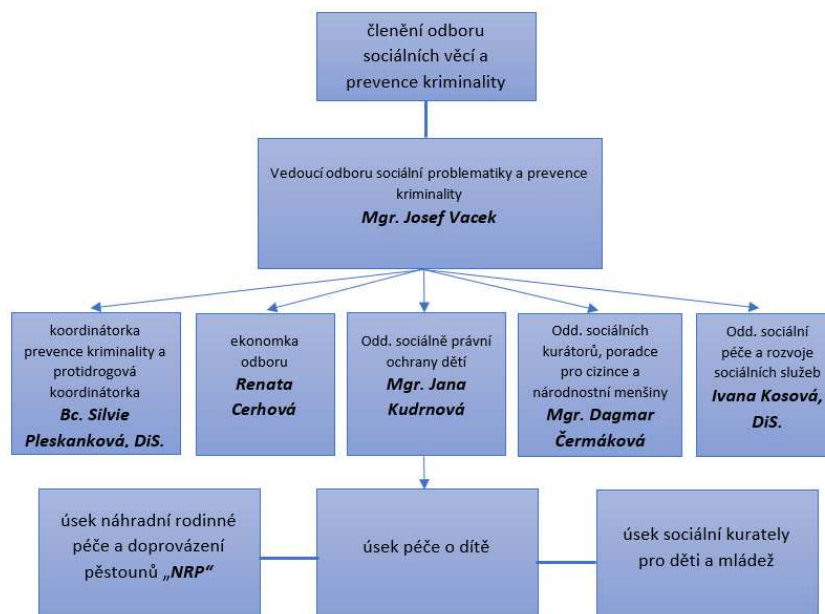 členění odboru
sociálních věcí a
prevence kriminality
Vedoucí odboru sociální problematiky a prevence
kriminality
Mgr. Josef Vacek
koordinátorka
prevence kriminality a
protidrogová
koordinátorka
Bc. Silvie
Pleskanková, DiS.
ekonomka
odboru
Renata
Cerhová
Odd. sociálně právní
ochrany dětí
Mgr. Jana
Kudrnová
Odd. sociálních
kurátorů, poradce
pro cizince a
národnostní menšiny
Mgr. Dagmar
Čermáková
Odd. sociální
péče a rozvoje
sociálních služeb
Ivana Kosová,
DiS.
úsek náhradní rodinné
péče a doprovázení
pěstounů „NRP“
úsek péče o dítě
úsek sociální kurately
pro děti a mládež